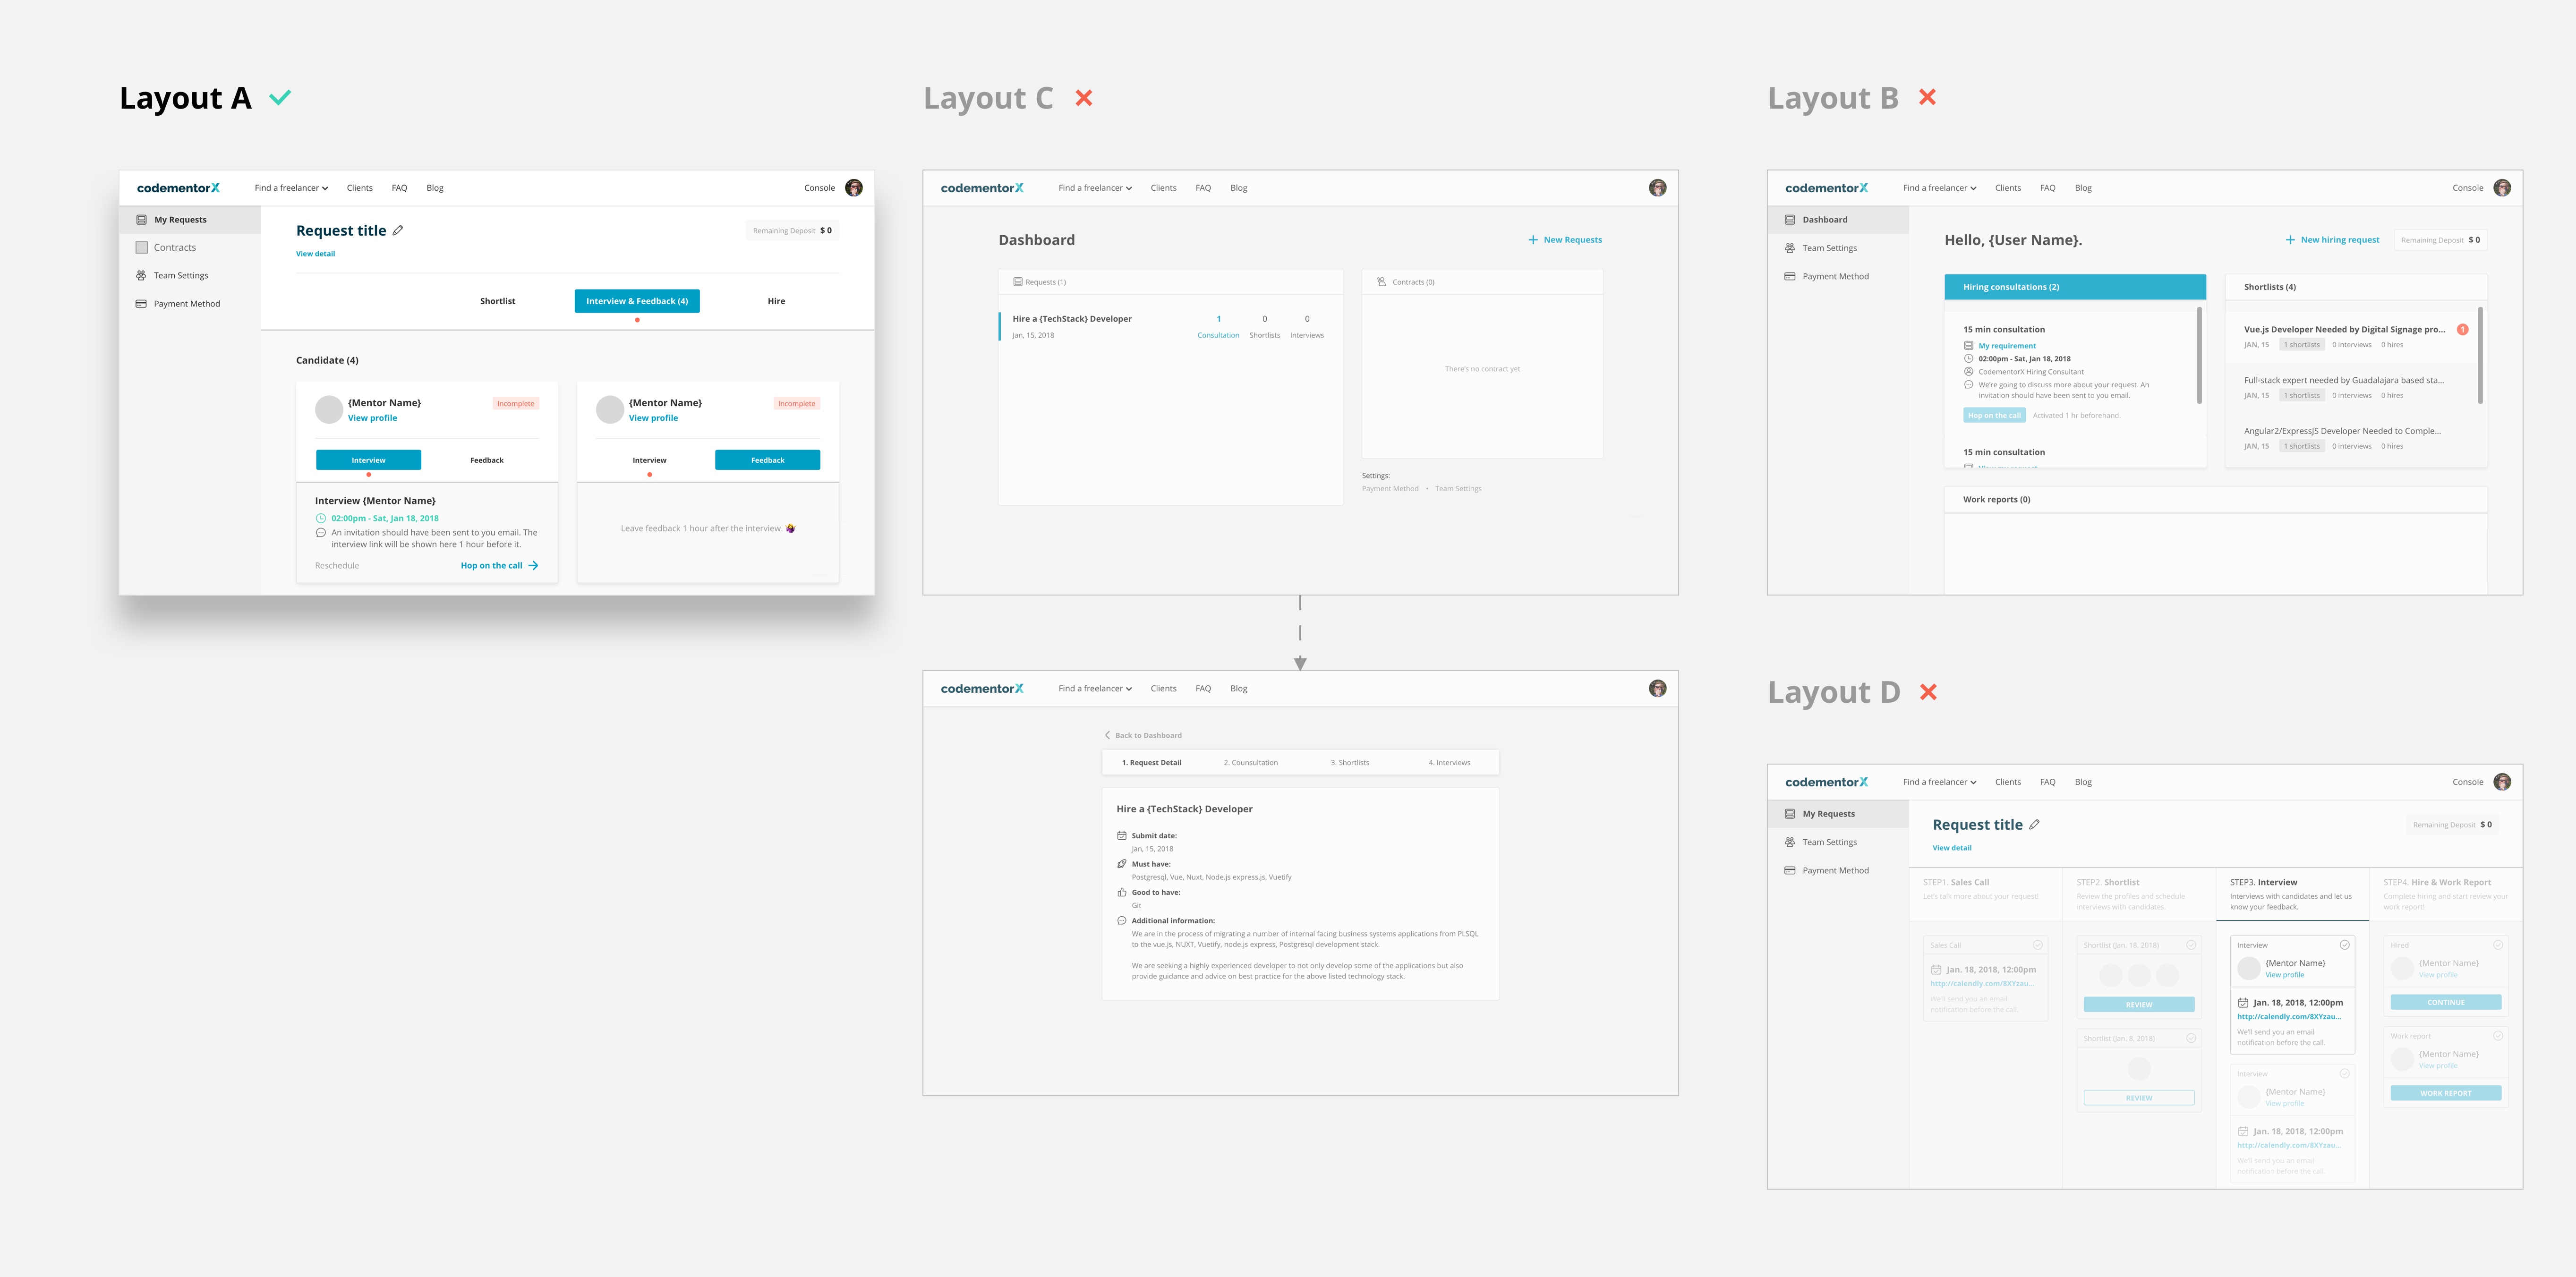 Layout A
codementorX
Find a freelancer
Clients
FAQ
Blog
Console
My Requests
Contracts
Team Settings
Payment Method
Request title
Remaining Deposit $ 0
View detail
Shortlist
Interview & Feedback (4)
Hire
Candidate (4)
{Mentor Name}
Incomplete
View profile
Interview
Feedback
Interview {Mentor Name}
02:00pm - Sat, Jan 18, 2018
An invitation should have been sent to you email. The
interview link will be shown here 1 hour before it.
Reschedule
Hop on the call
{Mentor Name}
Incomplete
View profile
Interview
Feedback
Leave feedback 1 hour after the interview.
Layout C
codementorX
Find a freelancer
Clients
FAQ
Blog
Dashboard
New Requests
Requests (1)
Hire a {TechStack} Developer
Jan, 15, 2018
1
Consultation
0
Shortlists
0
Interviews
Contracts (0)
There's no contract yet
Settings:
Payment Method • Team Settings
codementorX
Find a freelancer
Clients
FAQ
Blog
Back to Dashboard
1. Request Detail
2. Counsultation
3. Shortlists
4. Interviews
Hire a {TechStack} Developer
Submit date:
Jan, 15, 2018
Must have:
Postgresql, Vue, Nuxt, Node.js express.js, Vuetify
Good to have:
Git
Additional information:
We are in the process of migrating a number of internal facing business systems applications from PLSQL
to the vue.js, NUXT, Vuetify, node.js express, Postgresql development stack.
We are seeking a highly experienced developer to not only develop some of the applications but also
provide guidance and advice on best practice for the above listed technology stack.
Layout B
codementorX
Find a freelancer
Clients
FAQ
Blog
Console
Dashboard
Team Settings
Payment Method
Hello, {User Name}.
New hiring request
Remaining Deposit $ 0
Hiring consultations (2)
15 min consultation
My requirement
02:00pm - Sat, Jan 18, 2018
CodementorX Hiring Consultant
We're going to discuss more about your request. An
invitation should have been sent to you email.
Hop on the call
Activated 1 hr beforehand.
15 min consultation
Shortlists (4)
Vue.js Developer Needed by Digital Signage pro...
1
JAN, 15 1 shortlists 0 interviews 0 hires
Full-stack expert needed by Guadalajara based sta...
JAN, 15 1 shortlists 0 interviews 0 hires
Angular2/ExpressJS Developer Needed to Comple...
JAN, 15 1 shortlists 0 interviews 0 hires
Work reports (0)
Layout D
codementorX
Find a freelancer
Clients
FAQ
Blog
Console
My Requests
Team Settings
Payment Method
Request title
Remaining Deposit $ 0
View detail
STEP1. Sales Call
Let's talk more about your request!
Sales Call
Jan. 18, 2018, 12:00pm
http://calendly.com/8XYzau...
We'll send you an email
notification before the call.
STEP2. Shortlist
Review the profiles and schedule
interviews with candidates.
Shortlist (Jan. 18, 2018)
REVIEW
Shortlist (Jan. 8, 2018)
REVIEW
STEP3. Interview
Interviews with candidates and let us
know your feedback.
Interview
{Mentor Name}
View profile
Jan. 18, 2018, 12:00pm
http://calendly.com/8XYzau...
We'll send you an email
notification before the call.
Interview
{Mentor Name}
View profile
Jan. 18, 2018, 12:00pm
http://calendly.com/8XYzau...
We'll send you an email
notification before the call.
STEP4. Hire & Work Report
Complete hiring and start review your
work report!
Hired
{Mentor Name}
View profile
CONTINUE
Work report
{Mentor Name}
View profile
WORK REPORT